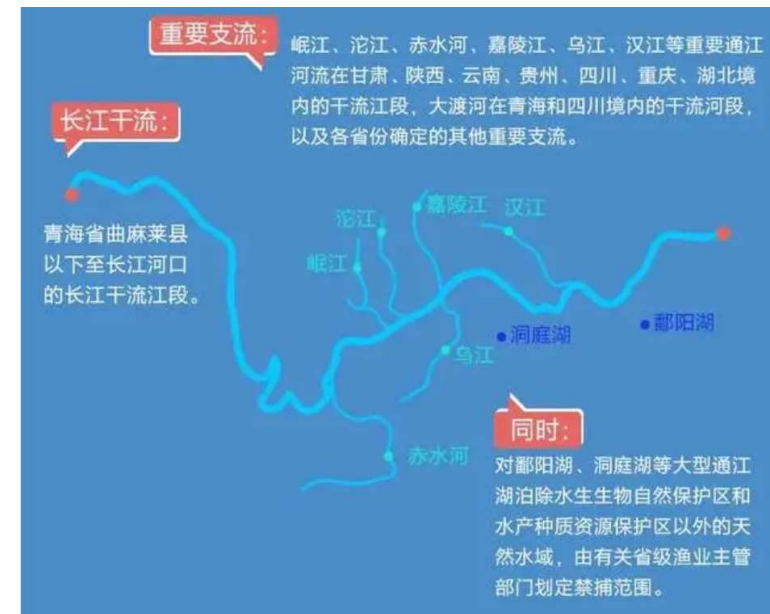 重要支流：
岷江、沱江、赤水河、嘉陵江、乌江、汉江等重要通江
河流在甘肃、陕西、云南、贵州、四川、重庆、湖北境
内的干流江段，大渡河在青海和四川境内的干流河段，
以及各省份确定的其他重要支流。
长江干流：
青海省曲麻莱县
以下至长江河口
的长江干流江段。
嘉陵江
汉江
沱江
岷江
鄱阳湖
洞庭湖
乌江
赤水河
同时：
对鄱阳湖、洞庭湖等大型通江
湖泊除水生生物自然保护区和
水产种质资源保护区以外的天
然水域，由有关省级渔业主管
部门划定禁捕范围。